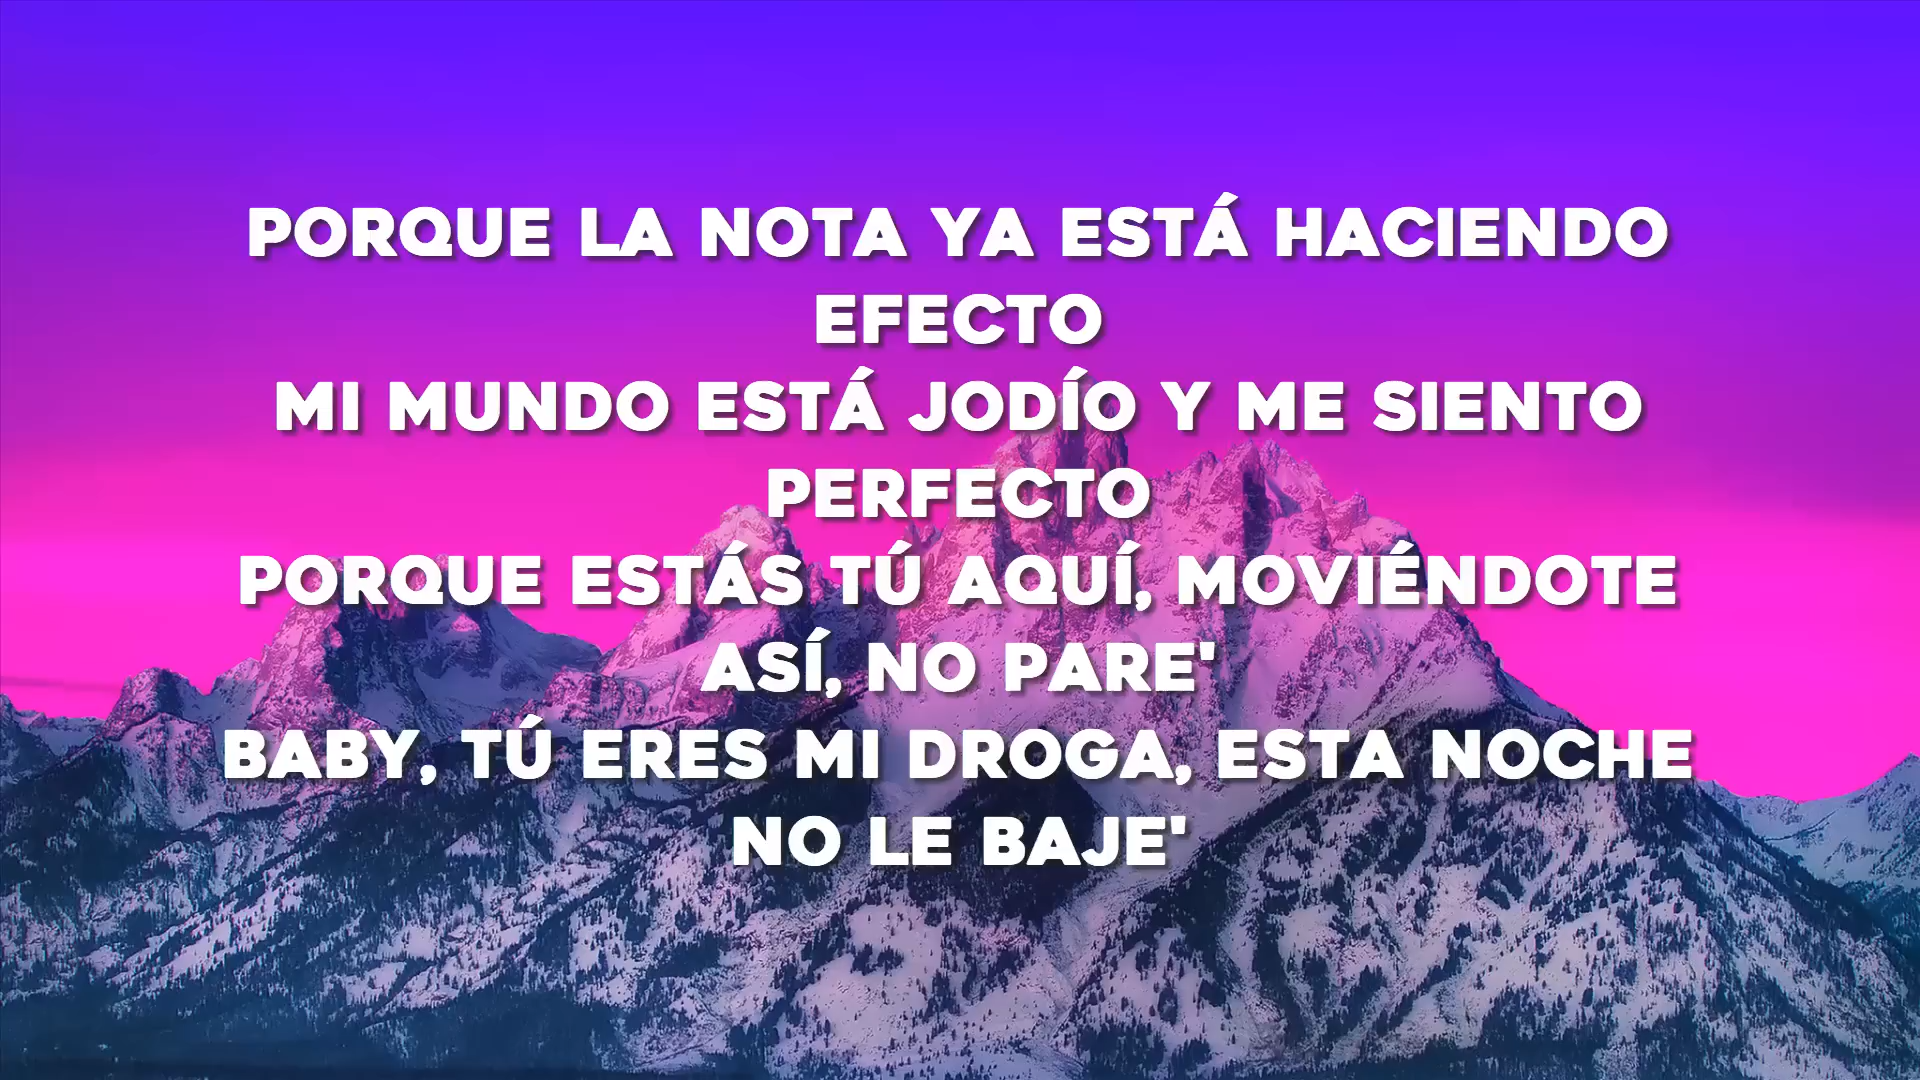 PORQUE LA NOTA YA ESTÁ HACIENDO
EFECTO
MI MUNDO ESTÁ JODÍO Y ME SIENTO
PERFECTO
PORQUE ESTÁS TÚ AQUÍ, MOVIÉNDOTE
ASÍ, NO PARE'
BABY, TÚ ERES MI DROGA, ESTA NOCHE
NO LE BAJE'